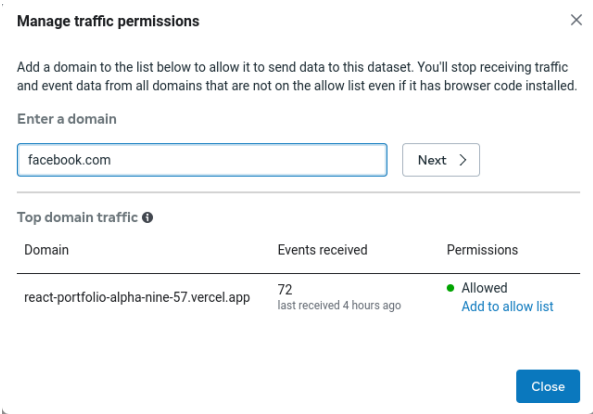 Manage traffic permissions
Add a domain to the list below to allow it to send data to this dataset. You'll stop receiving traffic
and event data from all domains that are not on the allow list even if it has browser code installed.
Enter a domain
facebook.com
Next
Top domain traffic
Domain Events received Permissions
react-portfolio-alpha-nine-57.vercel.app
72
last received 4 hours ago
Allowed
Add to allow list
Close